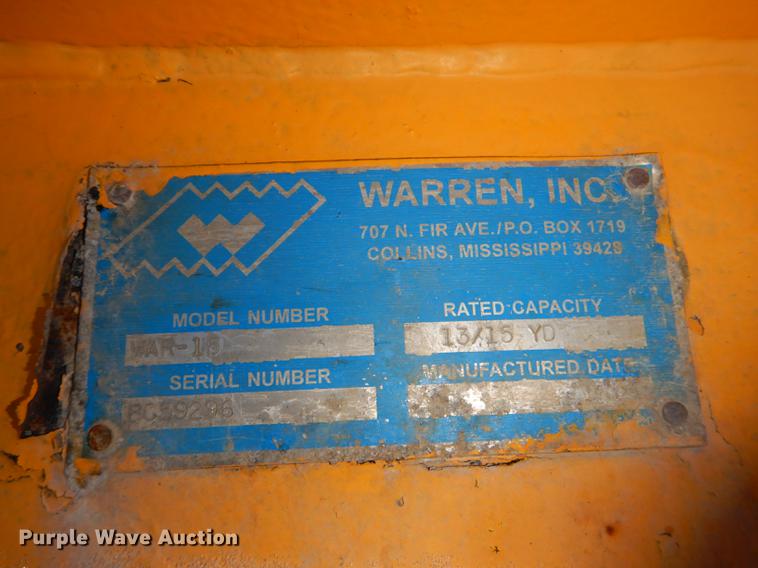 W
WARREN, INC.
707 N. FIR AVE./P.O. BOX 1719
COLLINS, MISSISSIPPI 39428
MODEL NUMBER
RATED CAPACITY
13/15 YD
SERIAL NUMBER
MANUFACTURED DATE
Purple Wave Auction